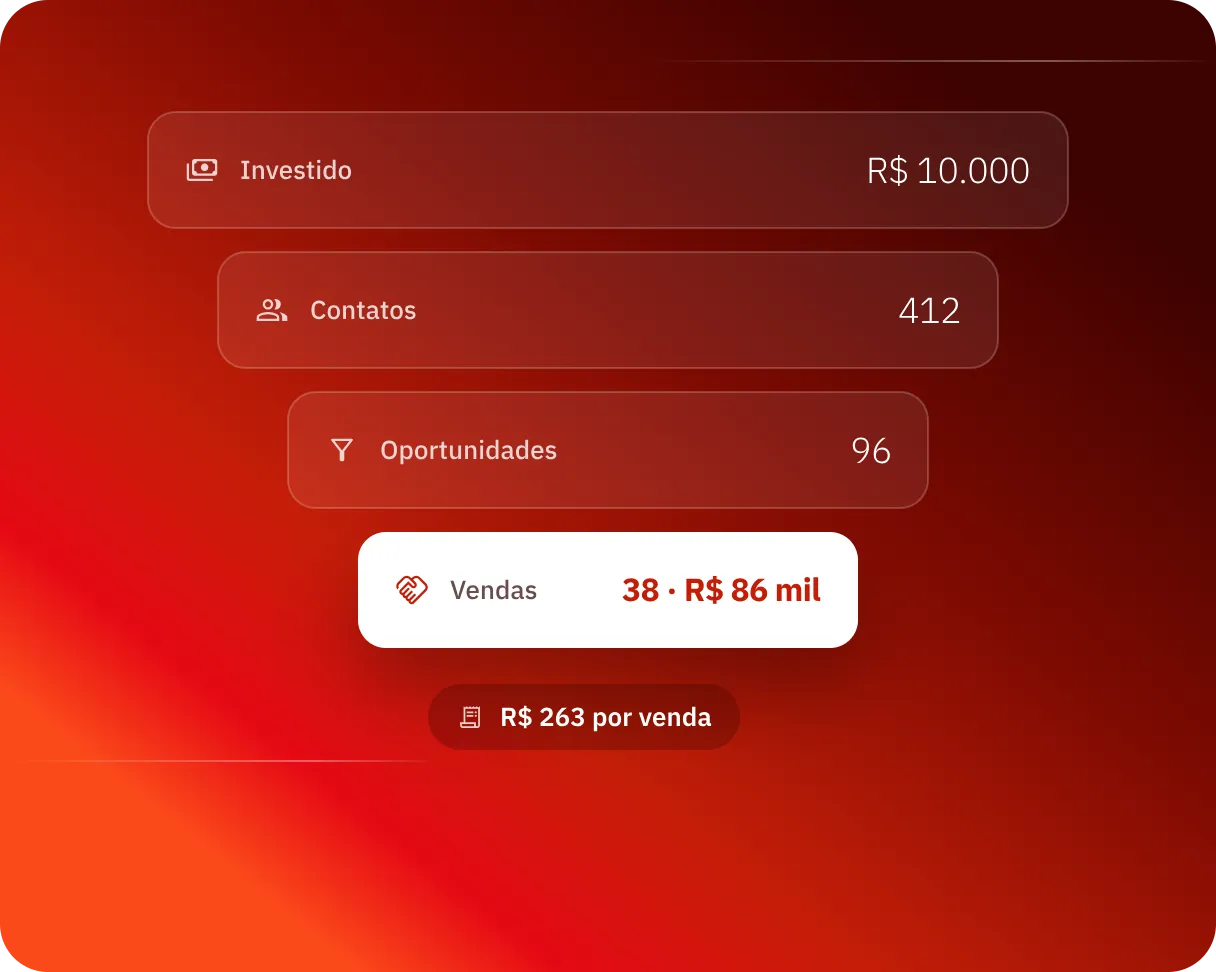 Investido R$ 10.000
Contatos 412
Oportunidades 96
Vendas 38 · R$ 86 mil
R$ 263 por venda